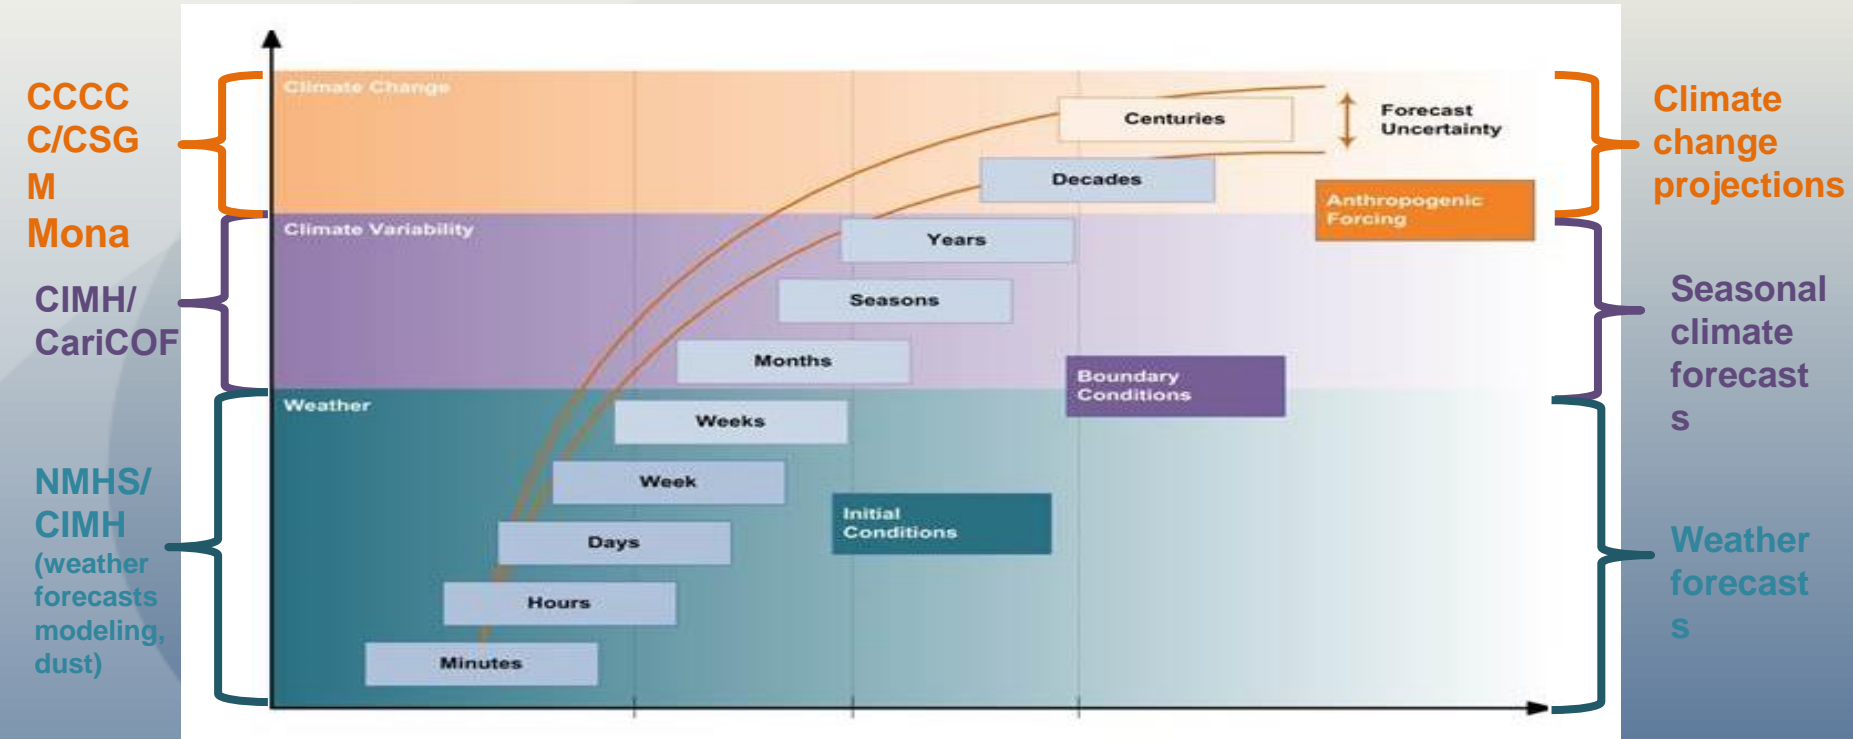 CCCC
C/CSG
M
Mona
CIMH/
CariCOF
NMHS/
CIMH
(weather
forecasts
modeling,
dust)
Climate Change
Centuries
Forecast
Uncertainty
Decades
Anthropogenic
Forcing
Climate Variability
Years
Seasons
Months
Boundary
Conditions
Weather
Weeks
Week
Initial
Conditions
Days
Hours
Minutes
Climate
change
projections
Seasonal
climate
forecast
s
Weather
forecast
s